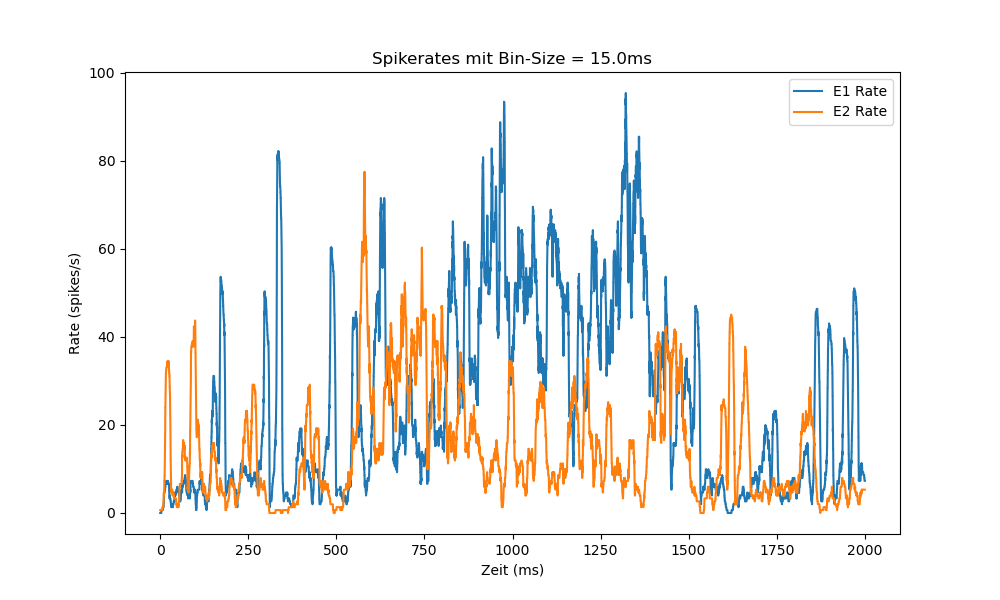 Spikerates mit Bin-Size = 15.0ms
E1 Rate
E2 Rate
Rate (spikes/s)
100
80
60
40
20
0
0 250 500 750 1000 1250 1500 1750 2000
Zeit (ms)